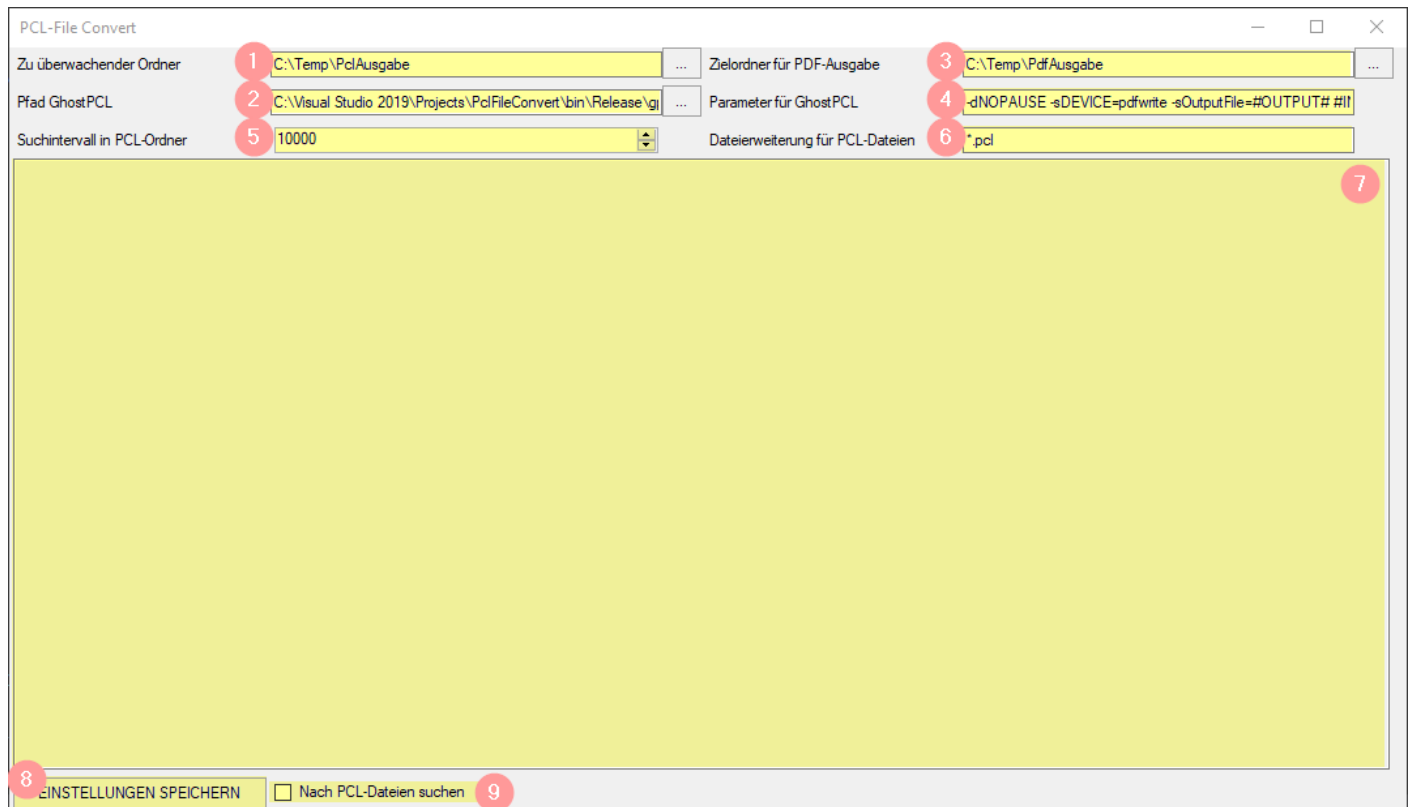 PCL-File Convert
Zu überwachender Ordner 1 C:\Temp\PclAusgabe ... Zielordner für PDF-Ausgabe 3 C:\Temp\PdfAusgabe ...
Pfad GhostPCL 2 C:\Visual Studio 2019\Projects\PclFileConvert\bin\Release\ ... Parameter für GhostPCL 4 -dNOPAUSE -sDEVICE=pdfwrite -sOutputFile=#OUTPUT#
Suchintervall in PCL-Ordner 5 10000 Dateierweiterung für PCL-Dateien 6 *.pcl
7
8 EINSTELLUNGEN SPEICHERN Nach PCL-Dateien suchen 9